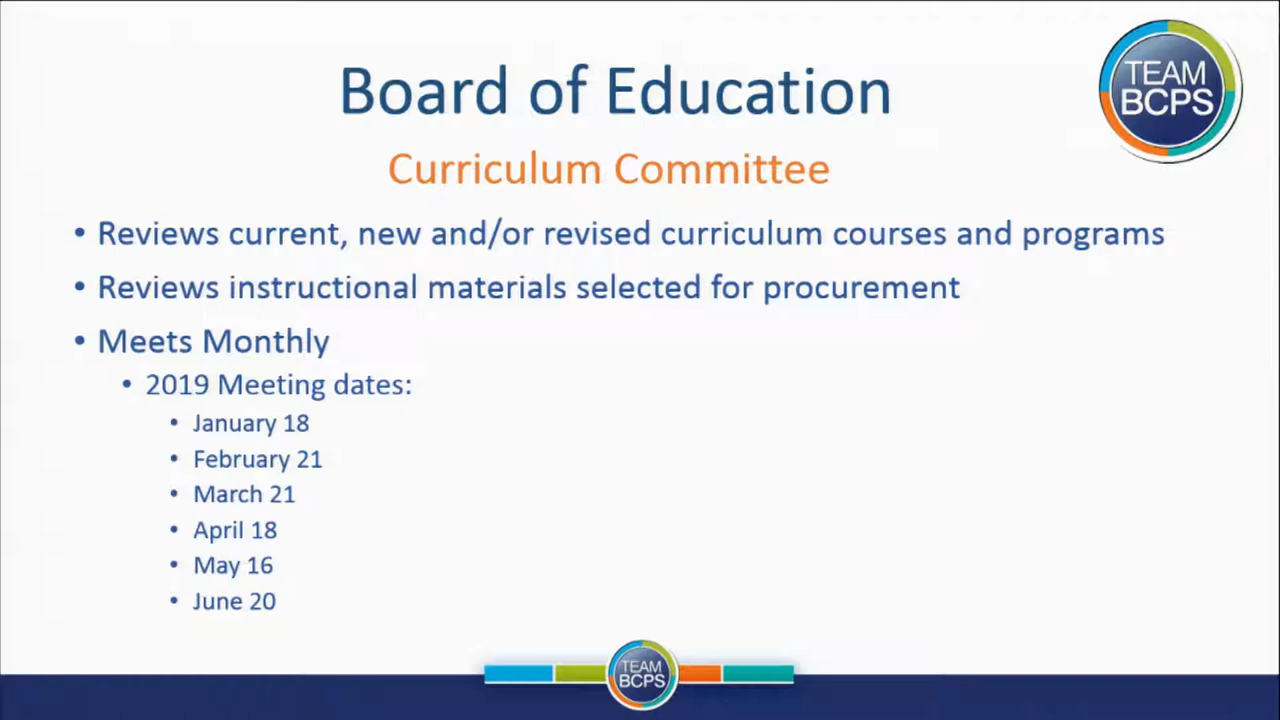 Board of Education
TEAM
BCPS
Curriculum Committee
• Reviews current, new and/or revised curriculum courses and programs
• Reviews instructional materials selected for procurement
• Meets Monthly
• 2019 Meeting dates:
• January 18
• February 21
• March 21
• April 18
• May 16
• June 20
TEAM
BCPS